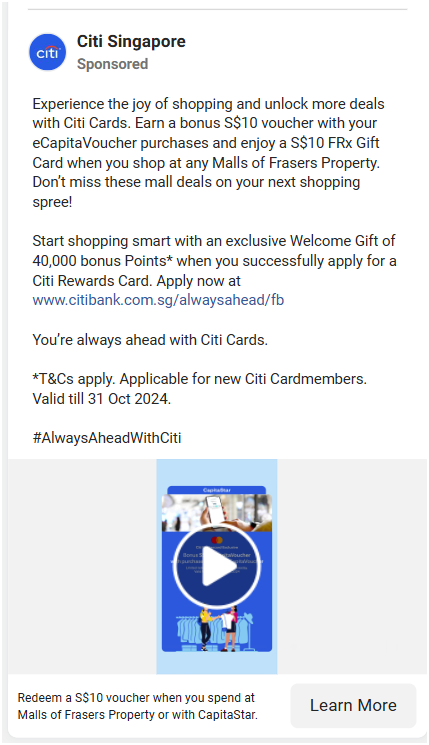 citi
Citi Singapore
Sponsored
Experience the joy of shopping and unlock more deals
with Citi Cards. Earn a bonus S$10 voucher with your
eCapitaVoucher purchases and enjoy a S$10 FRx Gift
Card when you shop at any Malls of Frasers Property.
Don’t miss these mall deals on your next shopping
spree!
Start shopping smart with an exclusive Welcome Gift of
40,000 bonus Points* when you successfully apply for a
Citi Rewards Card. Apply now at
www.citibank.com.sg/alwaysahead/fb
You’re always ahead with Citi Cards.
*T&Cs apply. Applicable for new Citi Cardmembers.
Valid till 31 Oct 2024.
#AlwaysAheadWithCiti
CapitaStar
Bonus
Redeem a S$10 voucher when you spend at
Malls of Frasers Property or with CapitaStar.
Learn More